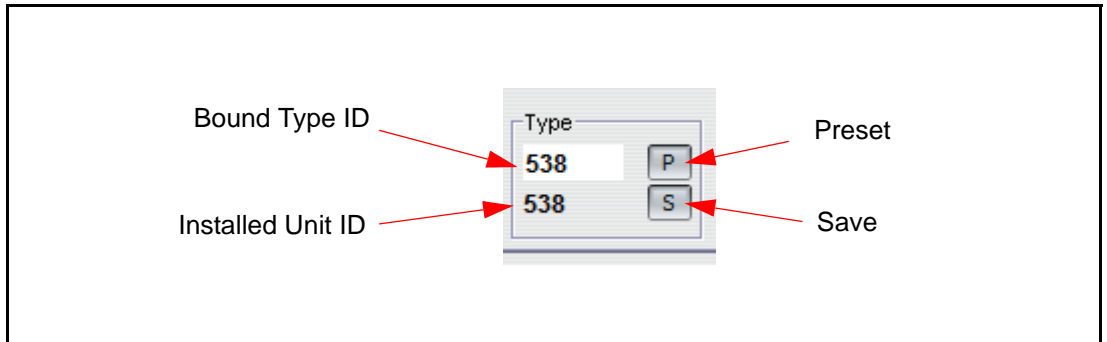 Bound Type ID
Type
Preset
538
P
Installed Unit ID
538
S
Save